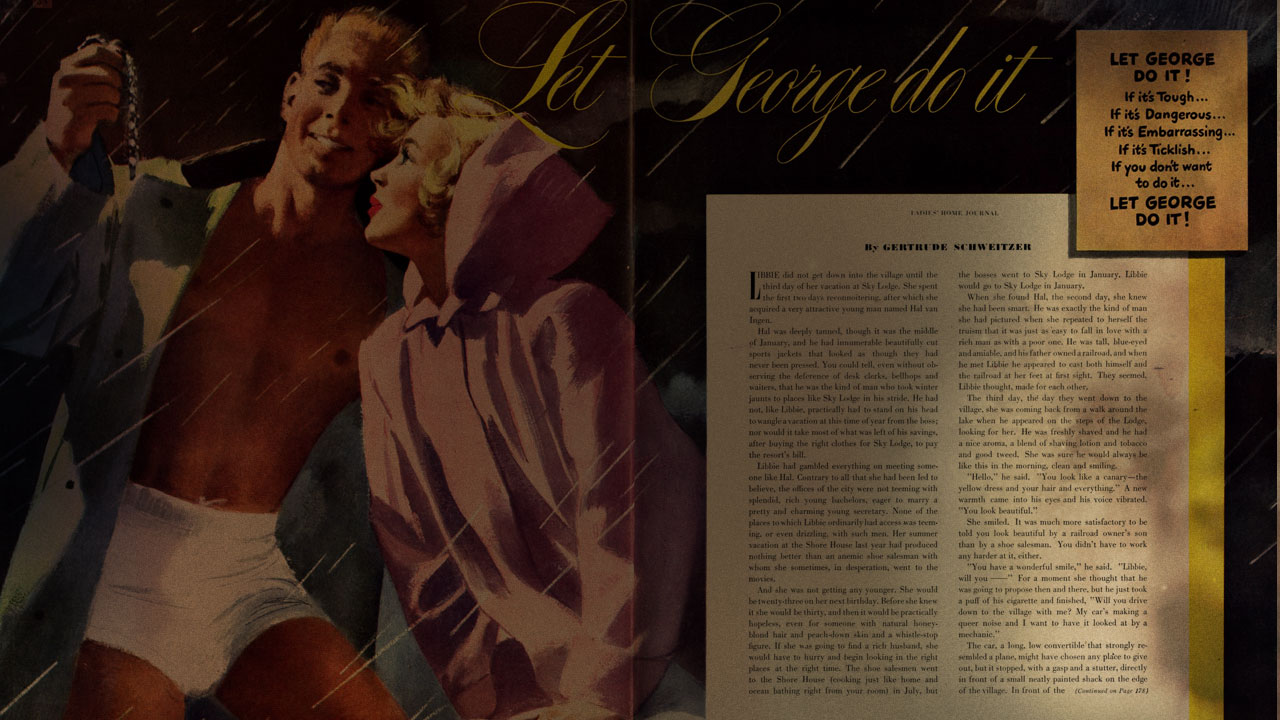 Let George do it
LET GEORGE
DO IT!
If it's Tough...
If it's Dangerous...
If it's Embarrassing...
If it's Ticklish...
If you don't want
to do it...
LET GEORGE
DO IT!
LADIES' HOME JOURNAL
By GERTRUDE SCHWEITZER
LIBBIE did not get down into the village until the
third day of her vacation at Sky Lodge. She spent
the first two days reconnoitering, after which she
acquired a very attractive young man named Hal van
Ingen.
Hal was deeply tanned, though it was the middle
of January, and he had innumerable beautifully cut
sports jackets that looked as though they had
never been pressed. You could tell, even without ob-
serving the deference of desk clerks, bellhops and
waiters, that he was the kind of man who took winter
jaunts to places like Sky Lodge in his stride. He had
not, like Libbie, practically had to stand on his head
to wangle a vacation at this time of year from the boss;
nor would it take most of what was left of his savings,
after buying the right clothes for Sky Lodge, to pay
the resort's bill.
Libbie had gambled everything on meeting some-
one like Hal. Contrary to all that she had been led to
believe, the offices of the city were not teeming with
splendid, rich young bachelors, eager to marry a
pretty and charming young secretary. None of the
places to which Libbie ordinarily had access was teem-
ing, or even drizzling, with such men. Her summer
vacation at the Shore House last year had produced
nothing better than an anemic shoe salesman with
whom she sometimes, in desperation, went to the
movies.
And she was not getting any younger. She would
be twenty-three on her next birthday. Before she knew
it she would be thirty, and then it would be practically
hopeless, even for someone with natural honey-
blond hair and peach-down skin and a whistle-stop
figure. If she was going to find a rich husband, she
would have to hurry and begin looking in the right
places at the right time. The shoe salesmen went
to the Shore House (cooking just like home and
ocean bathing right from your room) in July, but
the bosses went to Sky Lodge in January. Libbie
would go to Sky Lodge in January.
When she found Hal, the second day, she knew
she had been smart. He was exactly the kind of man
she had pictured when she repeated to herself the
truism that it was just as easy to fall in love with a
rich man as with a poor one. He was tall, blue-eyed
and amiable, and his father owned a railroad, and when
he met Libbie he appeared to cast both himself and
the railroad at her feet at first sight. They seemed,
Libbie thought, made for each other.
The third day, the day they went down to the
village, she was coming back from a walk around the
lake when he appeared on the steps of the Lodge,
looking for her. He was freshly shaved and he had
a nice aroma, a blend of shaving lotion and tobacco
and good tweed. She was sure he would always be
like this in the morning, clean and smiling.
"Hello," he said. "You look like a canary—the
yellow dress and your hair and everything." A new
warmth came into his eyes and his voice vibrated.
"You look beautiful."
She smiled. It was much more satisfactory to be
told you look beautiful by a railroad owner's son
than by a shoe salesman. You didn't have to work
any harder at it, either.
"You have a wonderful smile," he said. "Libbie,
will you ——" For a moment she thought that he
was going to propose then and there, but he just took
a puff of his cigarette and finished, "Will you drive
down to the village with me? My car's making a
queer noise and I want to have it looked at by a
mechanic."
The car, a long, low convertible that strongly re-
sembled a plane, might have chosen any place to give
out, but it stopped, with a gasp and a stutter, directly
in front of a small neatly painted shack on the edge
of the village. In front of the (Continued on Page 178)